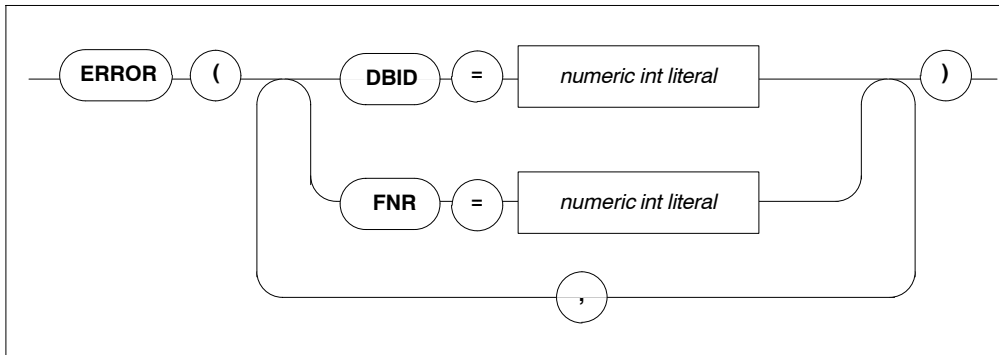 ERROR ( DBID = numeric int literal )
FNR = numeric int literal
,